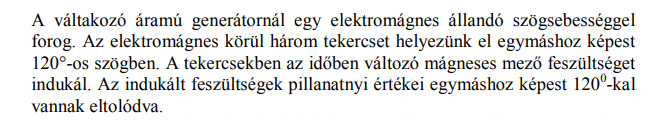 A váltakozó áramú generátornál egy elektromágnes állandó szögsebességgel
forog. Az elektromágnes körül három tekercset helyezünk el egymáshoz képest
120°-os szögben. A tekercsekben az időben változó mágneses mező feszültséget
indukál. Az indukált feszültségek pillanatnyi értékei egymáshoz képest 120⁰-kal
vannak eltolódva.